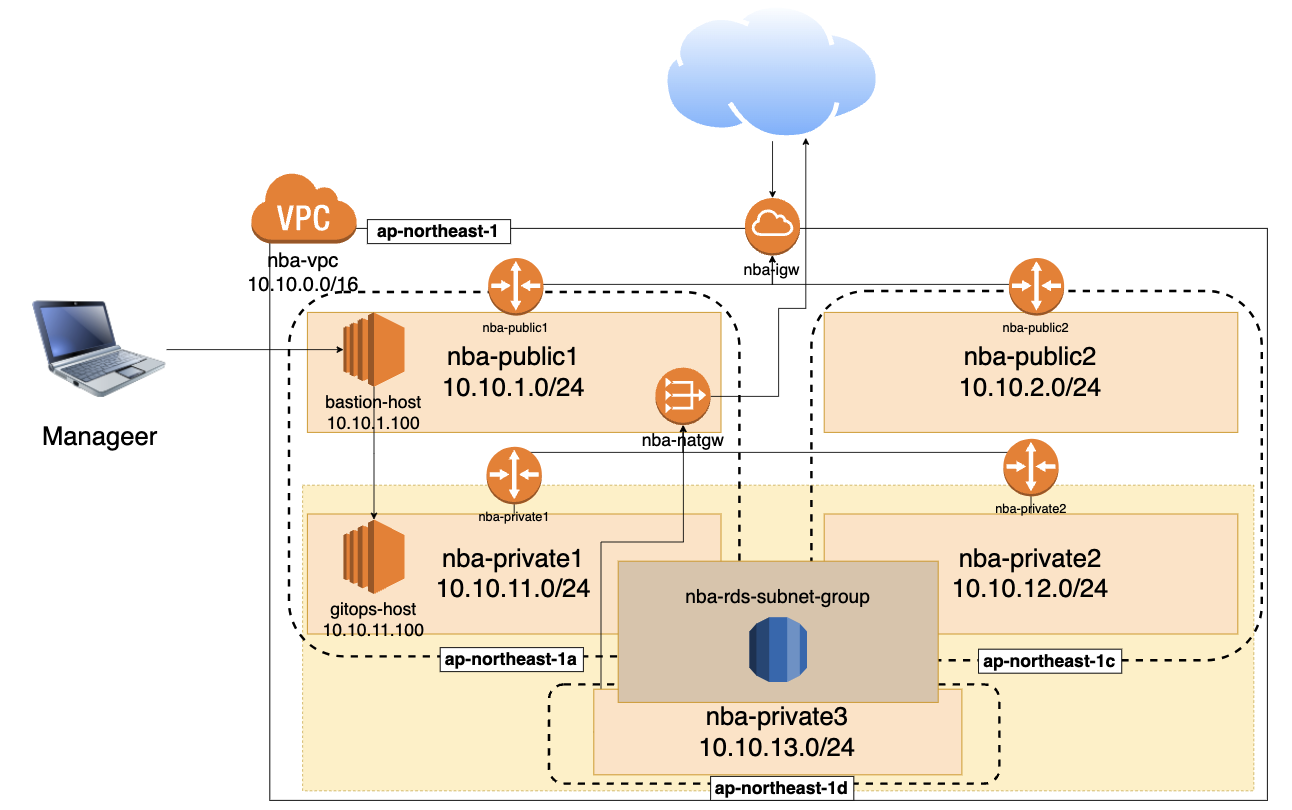 VPC
ap-northeast-1
nba-vpc
10.10.0.0/16
nba-igw
nba-public1
nba-public2
nba-public1
10.10.1.0/24
nba-public2
10.10.2.0/24
bastion-host
10.10.1.100
Manageer
nba-natgw
nba-private1
nba-private2
nba-private1
10.10.11.0/24
nba-private2
10.10.12.0/24
gitops-host
10.10.11.100
nba-rds-subnet-group
ap-northeast-1a
ap-northeast-1c
nba-private3
10.10.13.0/24
ap-northeast-1d